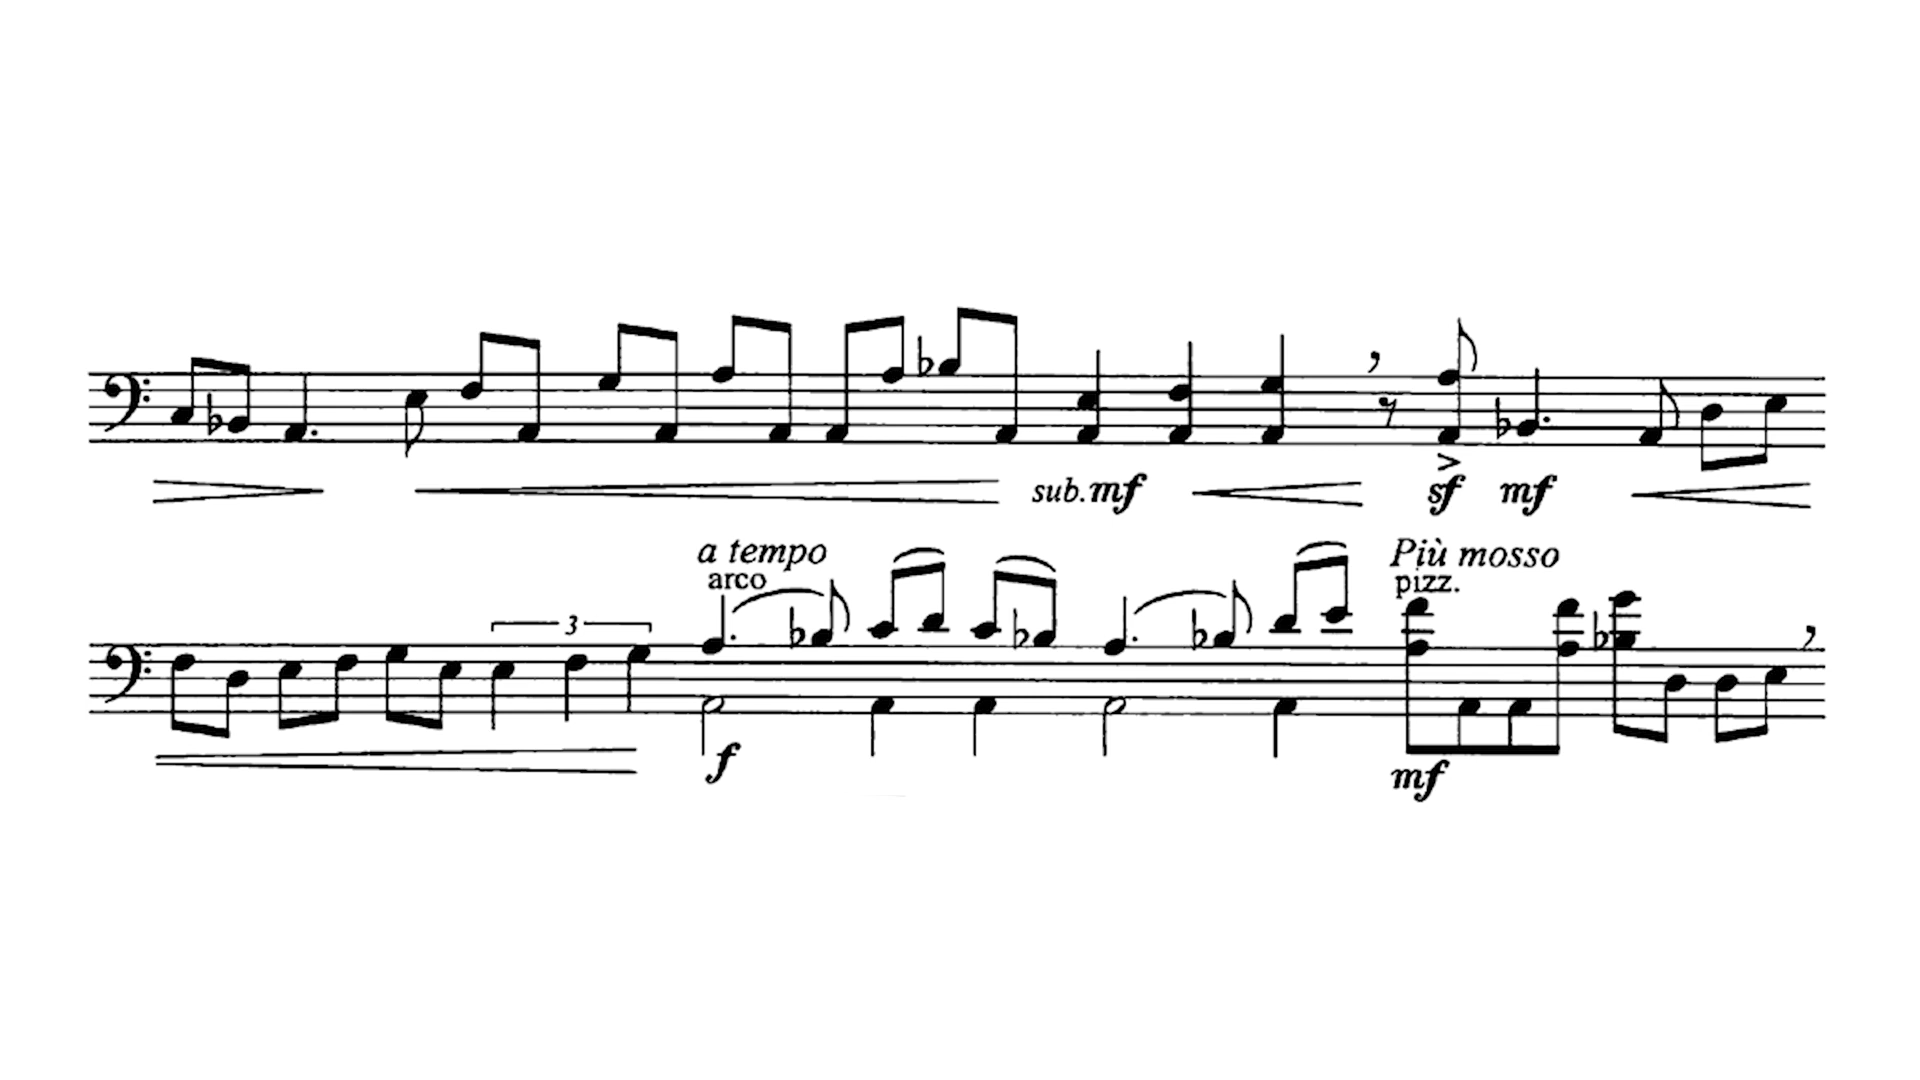 sub. mf sf mf
a tempo Più mosso
arco pizz.
3
f mf